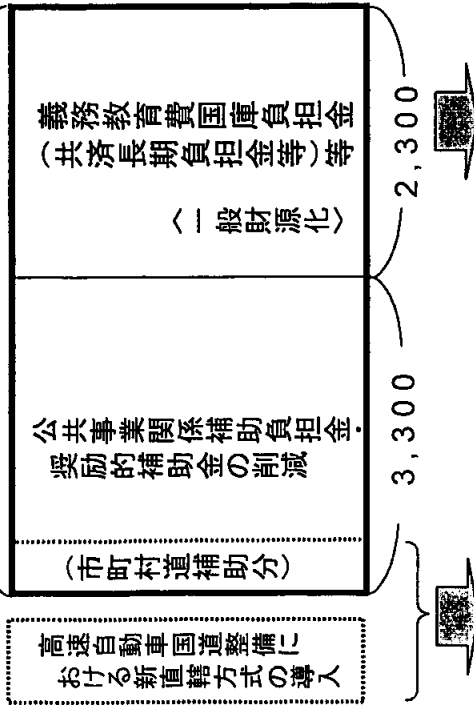 高速自動車国道整備に
おける新直轄方式の導入
（市町村道補助分）
公共事業関係補助負担金・
奨励的補助金の削減
義務教育費国庫負担金
（共済長期負担金等）等
〈一般財源化〉
3,300
2,300